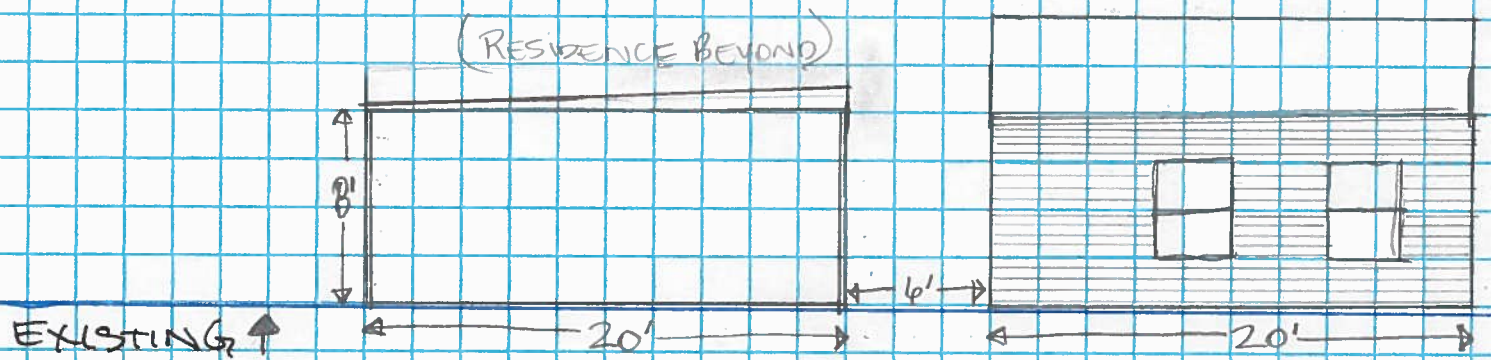 (RESIDENCE BEYOND)
8'
6'
EXISTING
20'
20'